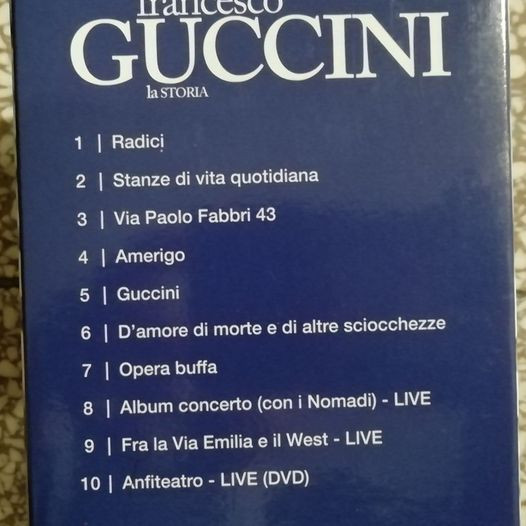 francesco
GUCCINI
la STORIA
1 | Radici
2 | Stanze di vita quotidiana
3 | Via Paolo Fabbri 43
4 | Amerigo
5 | Guccini
6 | D'amore di morte e di altre sciocchezze
7 | Opera buffa
8 | Album concerto (con i Nomadi) - LIVE
9 | Fra la Via Emilia e il West - LIVE
10 | Anfiteatro - LIVE (DVD)